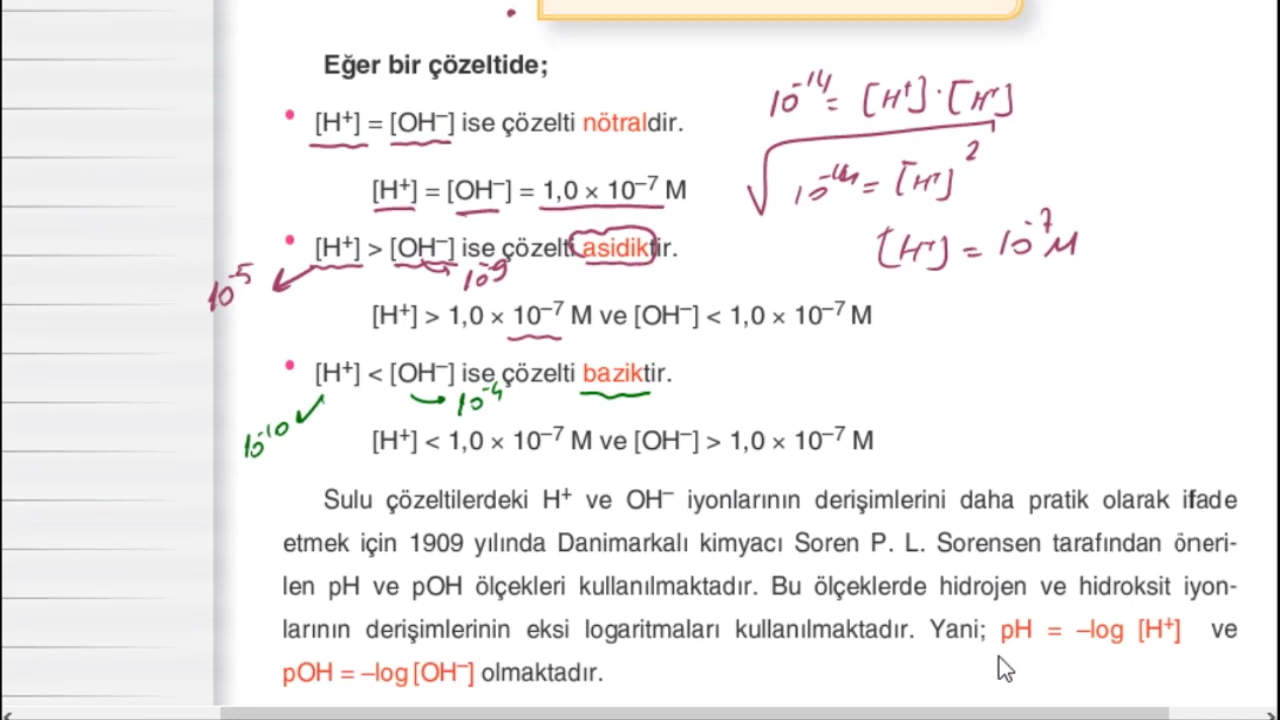 Eğer bir çözeltide;
10⁻¹⁴ = [H⁺] · [H⁺]
• [H⁺] = [OH⁻] ise çözelti nötraldir.
√10⁻¹⁴ = [H⁺]²
[H⁺] = [OH⁻] = 1,0 × 10⁻⁷ M
[H⁺] = 10⁻⁷ M
• [H⁺] > [OH⁻] ise çözelti asidiktir.
10⁻⁵
10⁻⁹
[H⁺] > 1,0 × 10⁻⁷ M ve [OH⁻] < 1,0 × 10⁻⁷ M
• [H⁺] < [OH⁻] ise çözelti baziktir.
10⁻⁴
10⁻¹⁰
[H⁺] < 1,0 × 10⁻⁷ M ve [OH⁻] > 1,0 × 10⁻⁷ M
Sulu çözeltilerdeki H⁺ ve OH⁻ iyonlarının derişimlerini daha pratik olarak ifade
etmek için 1909 yılında Danimarkalı kimyacı Soren P. L. Sorensen tarafından öneri-
len pH ve pOH ölçekleri kullanılmaktadır. Bu ölçeklerde hidrojen ve hidroksit iyon-
larının derişimlerinin eksi logaritmaları kullanılmaktadır. Yani; pH = –log [H⁺] ve
pOH = –log [OH⁻] olmaktadır.